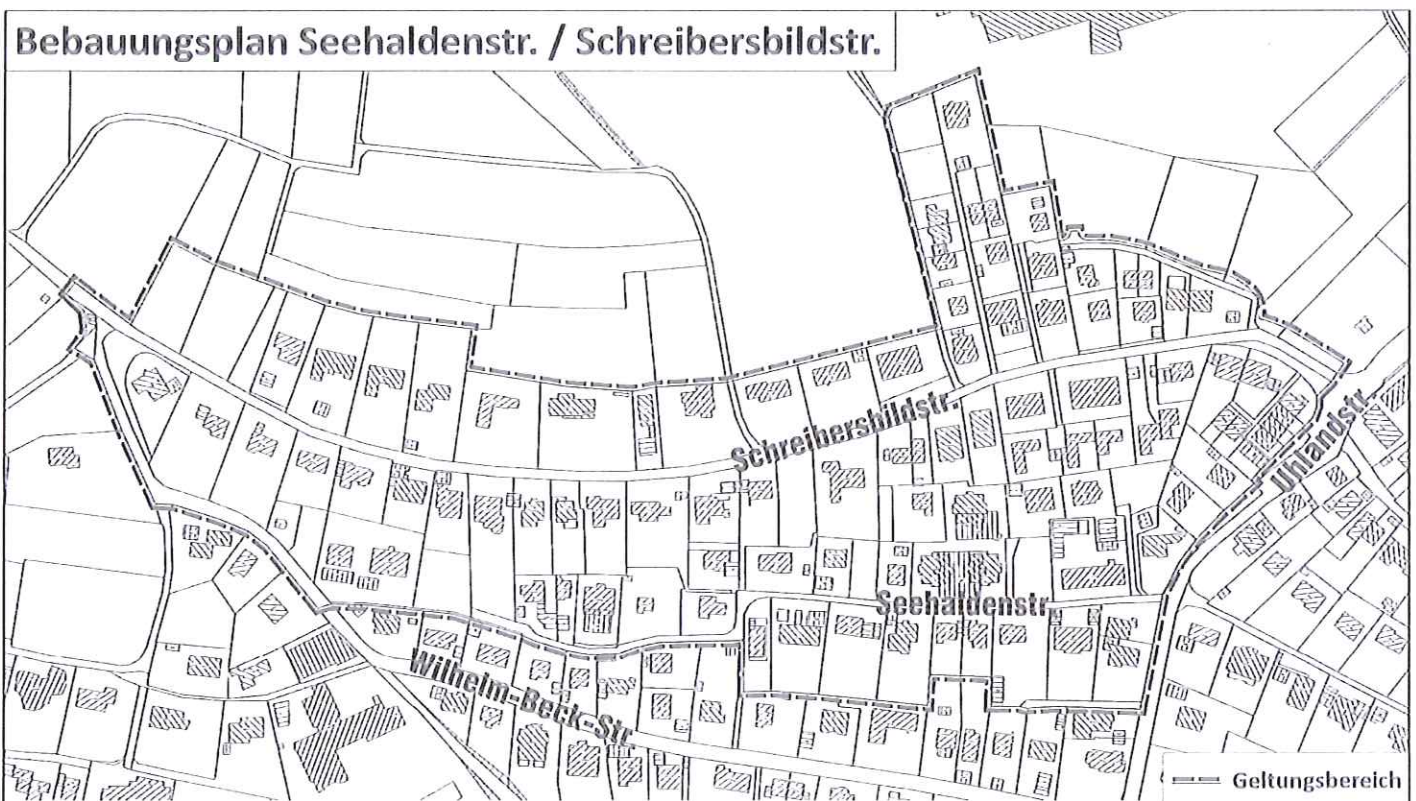 Bebauungsplan Seehaldenstr. / Schreibersbildstr.
Schreibersbildstr.
Uhlandstr.
Seehaldenstr.
Wilhelm-Beck-Str.
Geltungsbereich